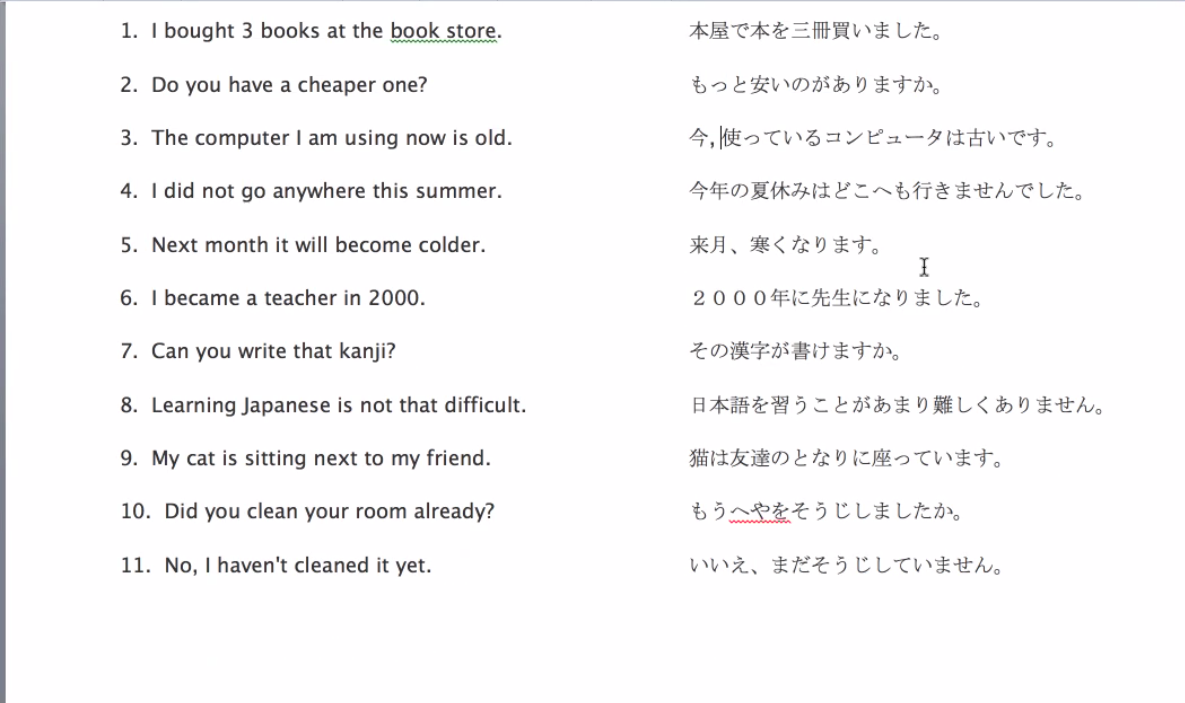 1. I bought 3 books at the book store. 本屋で本を三冊買いました。
2. Do you have a cheaper one? もっと安いのがありますか。
3. The computer I am using now is old. 今,使っているコンピュータは古いです。
4. I did not go anywhere this summer. 今年の夏休みはどこへも行きませんでした。
5. Next month it will become colder. 来月、寒くなります。
6. I became a teacher in 2000. ２０００年に先生になりました。
7. Can you write that kanji? その漢字が書けますか。
8. Learning Japanese is not that difficult. 日本語を習うことがあまり難しくありません。
9. My cat is sitting next to my friend. 猫は友達のとなりに座っています。
10. Did you clean your room already? もうへやをそうじしましたか。
11. No, I haven't cleaned it yet. いいえ、まだそうじしていません。